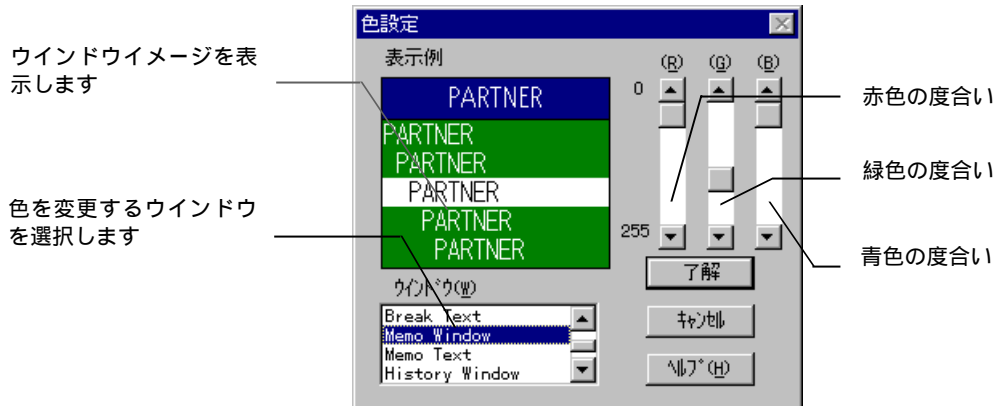 色設定
ウインドウイメージを表
示します
表示例
(R) (G) (B)
0
PARTNER
赤色の度合い
PARTNER
PARTNER
緑色の度合い
PARTNER
色を変更するウインドウ
を選択します
PARTNER
255
PARTNER
青色の度合い
了解
ｳｲﾝﾄﾞｳ(W)
Break Text
Memo Window
ｷｬﾝｾﾙ
Memo Text
History Window
ﾍﾙﾌﾟ(H)